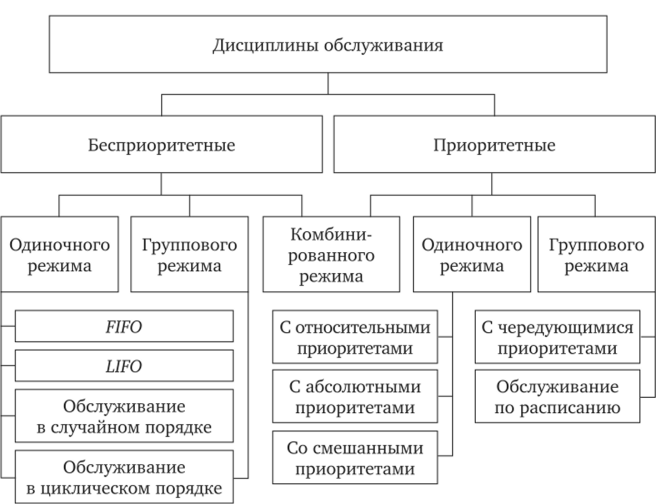 Дисциплины обслуживания
Бесприоритетные
Приоритетные
Одиночного
режима
Группового
режима
Комбини-
рованного
режима
Одиночного
режима
Группового
режима
FIFO
LIFO
Обслуживание
в случайном порядке
Обслуживание
в циклическом порядке
С относительными
приоритетами
С абсолютными
приоритетами
Со смешанными
приоритетами
С чередующимися
приоритетами
Обслуживание
по расписанию